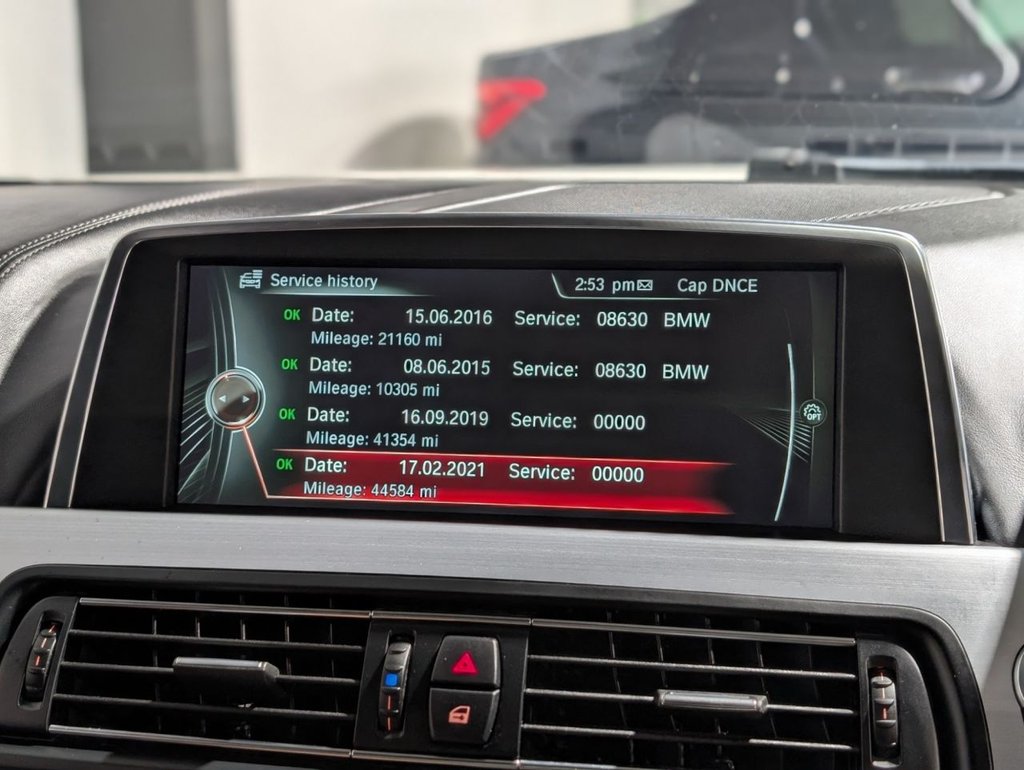 Service history 2:53 pm Cap DNCE
OK Date: 15.06.2016 Service: 08630 BMW
Mileage: 21160 mi
OK Date: 08.06.2015 Service: 08630 BMW
Mileage: 10305 mi
OPT
OK Date: 16.09.2019 Service: 00000
Mileage: 41354 mi
OK Date: 17.02.2021 Service: 00000
Mileage: 44584 mi